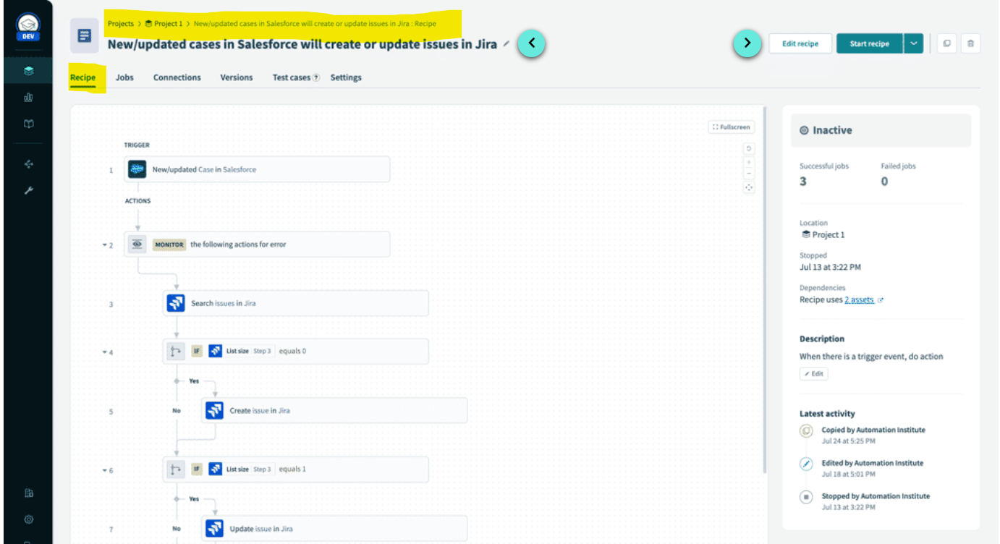 DEV
Projects > Project 1 > New/updated cases in Salesforce will create or update issues in Jira : Recipe
New/updated cases in Salesforce will create or update issues in Jira
Edit recipe
Start recipe
Recipe
Jobs
Connections
Versions
Test cases ?
Settings
Fullscreen
TRIGGER
1 New/updated Case in Salesforce
ACTIONS
2 MONITOR the following actions for error
3 Search issues in Jira
4 IF List size Step 3 equals 0
Yes
5 No Create issue in Jira
6 IF List size Step 3 equals 1
Yes
7 No Update issue in Jira
Inactive
Successful jobs Failed jobs
3 0
Location
Project 1
Stopped
Jul 13 at 3:22 PM
Dependencies
Recipe uses 2 assets
Description
When there is a trigger event, do action
Edit
Latest activity
Copied by Automation Institute
Jul 24 at 5:25 PM
Edited by Automation Institute
Jul 18 at 5:01 PM
Stopped by Automation Institute
Jul 13 at 3:22 PM